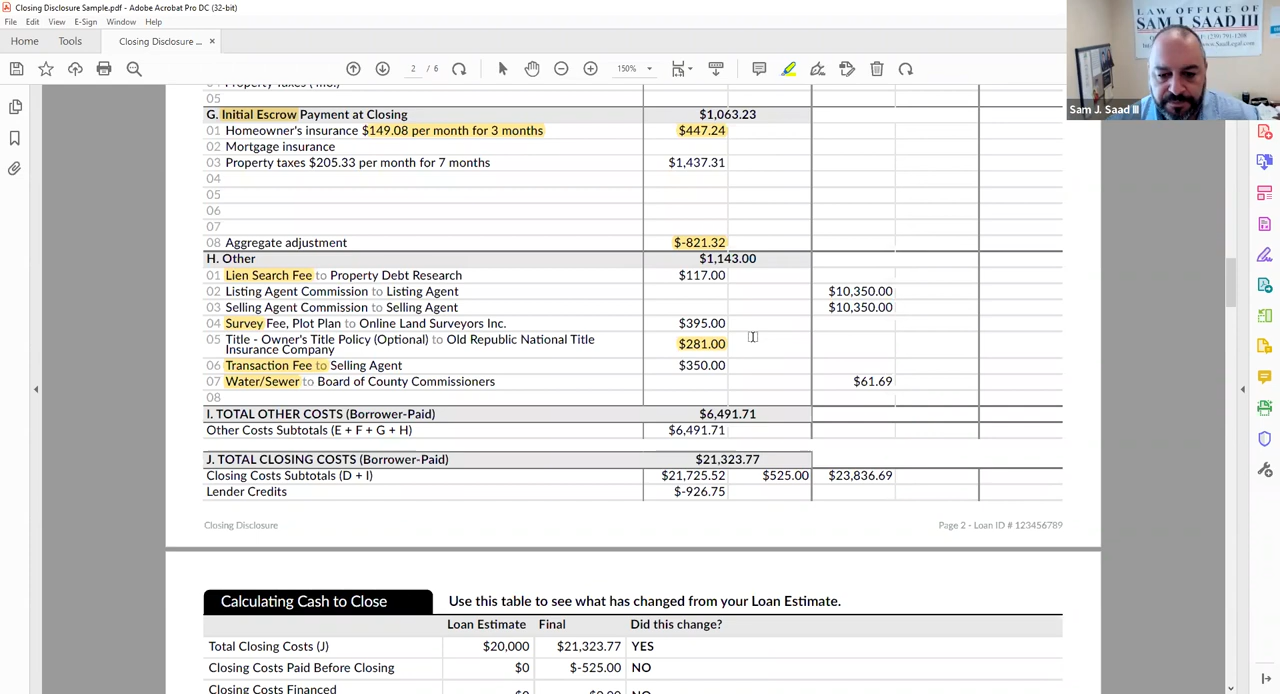 Closing Disclosure Sample.pdf - Adobe Acrobat Pro DC (32-bit)
File Edit View E-Sign Window Help
Home Tools Closing Disclosure ... ×
2 / 6 150%
LAW OFFICE OF
SAM J. SAAD III
Sam J. Saad III
05
G. Initial Escrow Payment at Closing $1,063.23
01 Homeowner's insurance $149.08 per month for 3 months $447.24
02 Mortgage insurance
03 Property taxes $205.33 per month for 7 months $1,437.31
04
05
06
07
08 Aggregate adjustment $-821.32
H. Other $1,143.00
01 Lien Search Fee to Property Debt Research $117.00
02 Listing Agent Commission to Listing Agent $10,350.00
03 Selling Agent Commission to Selling Agent $10,350.00
04 Survey Fee, Plot Plan to Online Land Surveyors Inc. $395.00
05 Title - Owner's Title Policy (Optional) to Old Republic National Title
Insurance Company $281.00
06 Transaction Fee to Selling Agent $350.00
07 Water/Sewer to Board of County Commissioners $61.69
08
I. TOTAL OTHER COSTS (Borrower-Paid) $6,491.71
Other Costs Subtotals (E + F + G + H) $6,491.71
J. TOTAL CLOSING COSTS (Borrower-Paid) $21,323.77
Closing Costs Subtotals (D + I) $21,725.52 $525.00 $23,836.69
Lender Credits $-926.75
Closing Disclosure Page 2 - Loan ID # 123456789
Calculating Cash to Close Use this table to see what has changed from your Loan Estimate.
Loan Estimate Final Did this change?
Total Closing Costs (J) $20,000 $21,323.77 YES
Closing Costs Paid Before Closing $0 $-525.00 NO
Closing Costs Financed